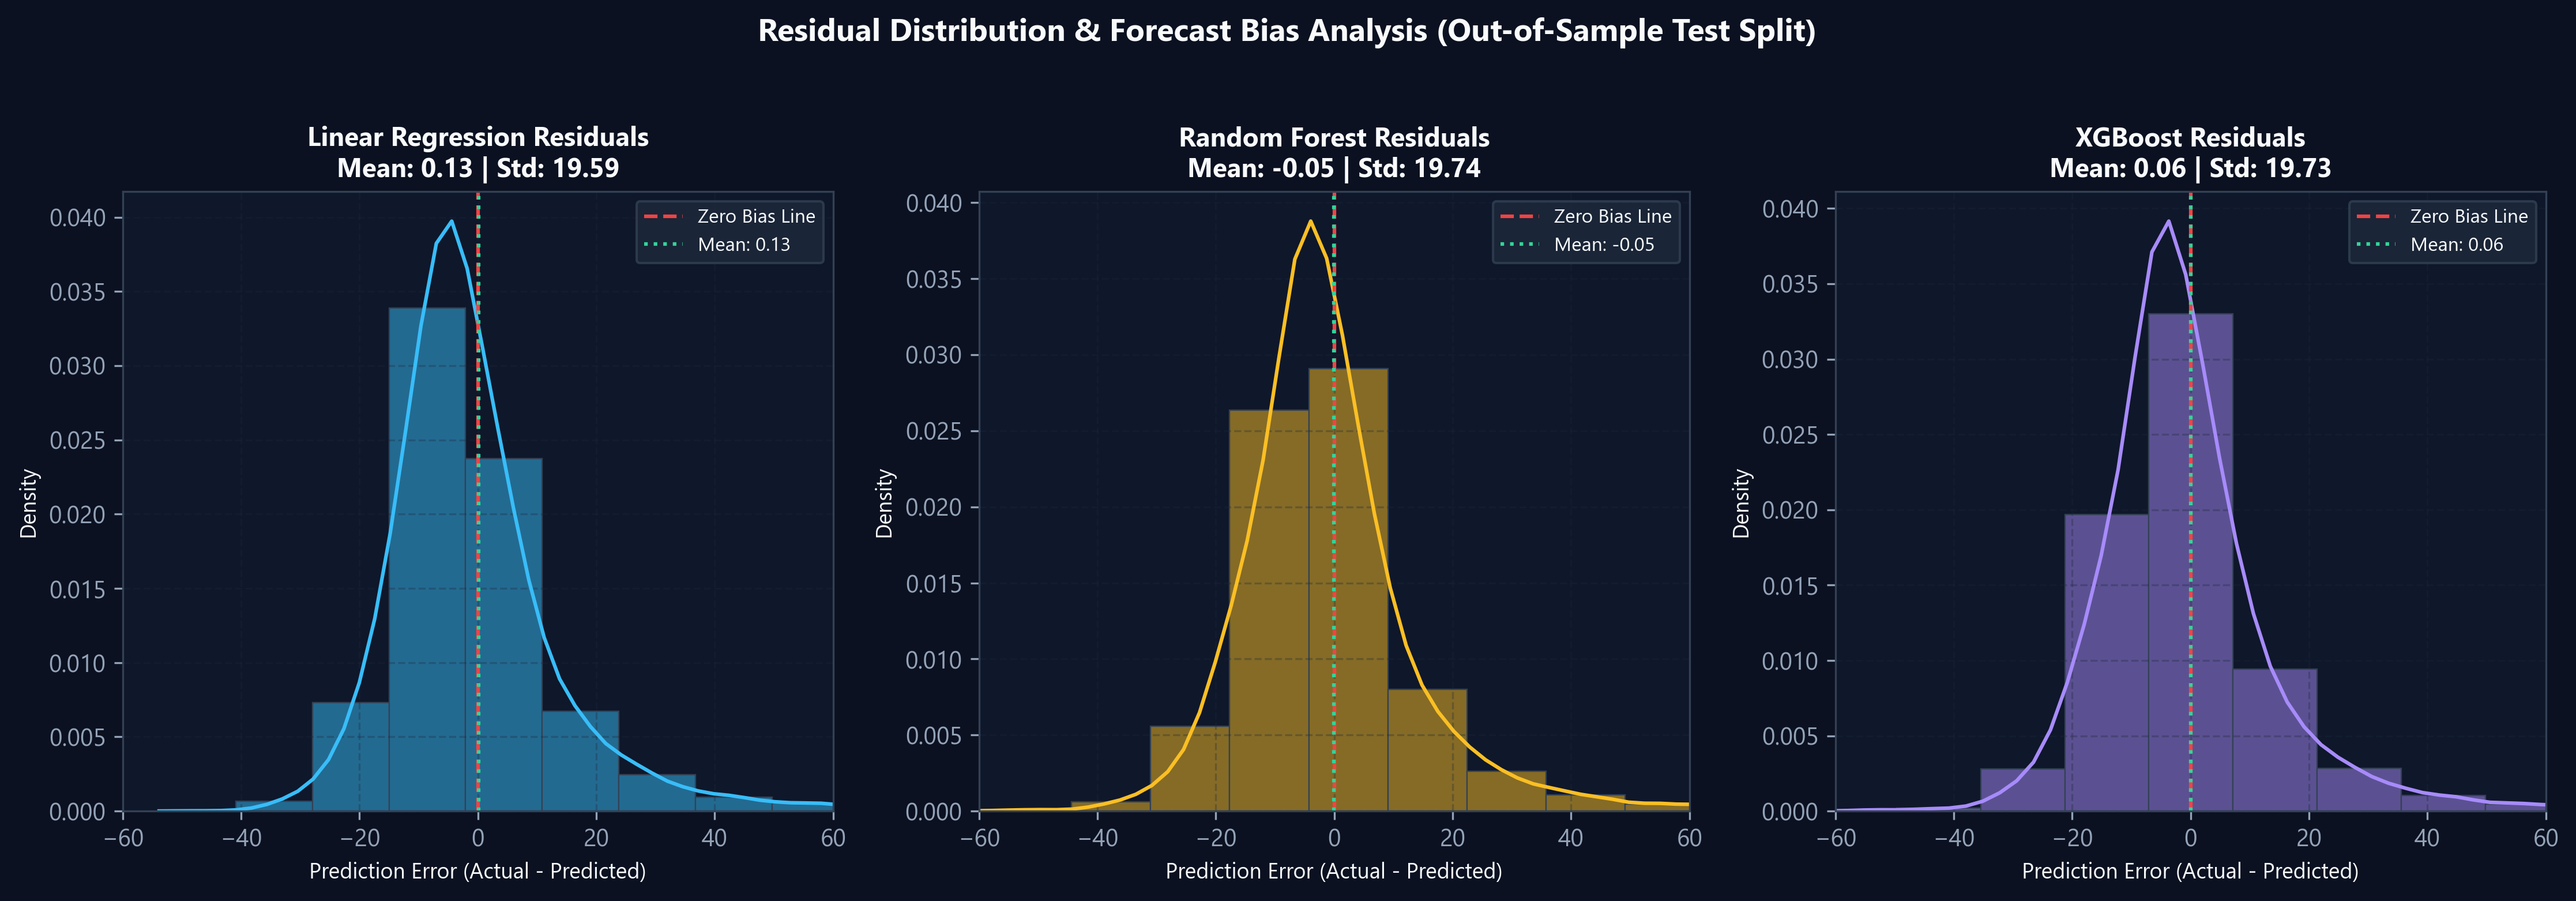 Residual Distribution & Forecast Bias Analysis (Out-of-Sample Test Split)
Linear Regression Residuals
Mean: 0.13 | Std: 19.59
Zero Bias Line
Mean: 0.13
0.040
0.035
0.030
0.025
0.020
0.015
0.010
0.005
0.000
Density
−60
−40
−20
0
20
40
60
Prediction Error (Actual - Predicted)
Random Forest Residuals
Mean: -0.05 | Std: 19.74
Zero Bias Line
Mean: -0.05
0.040
0.035
0.030
0.025
0.020
0.015
0.010
0.005
0.000
Density
−60
−40
−20
0
20
40
60
Prediction Error (Actual - Predicted)
XGBoost Residuals
Mean: 0.06 | Std: 19.73
Zero Bias Line
Mean: 0.06
0.040
0.035
0.030
0.025
0.020
0.015
0.010
0.005
0.000
Density
−60
−40
−20
0
20
40
60
Prediction Error (Actual - Predicted)